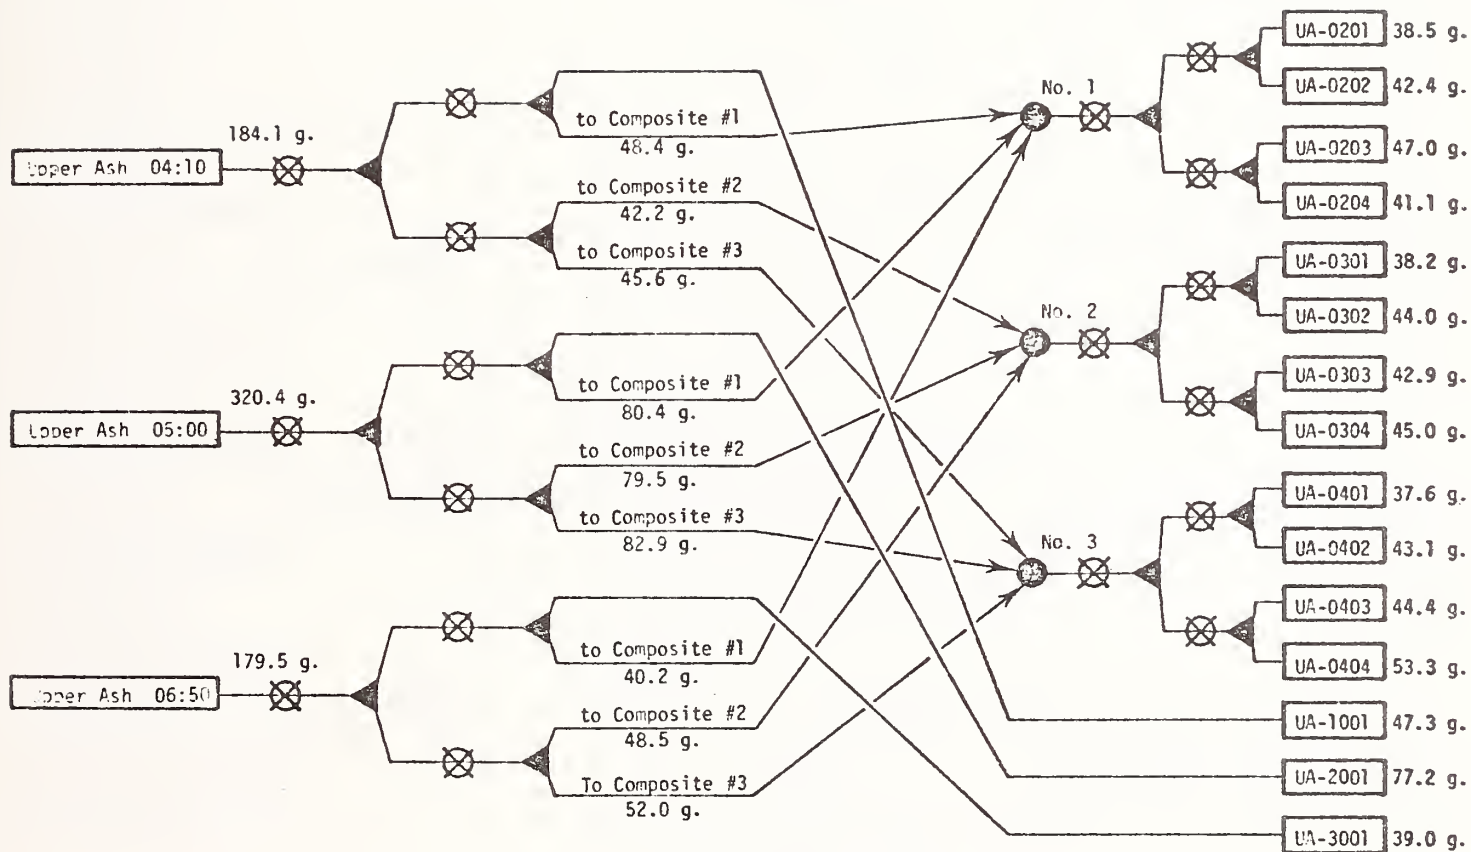 184.1 g.
Upper Ash 04:10
to Composite #1
48.4 g.
to Composite #2
42.2 g.
to Composite #3
45.6 g.
320.4 g.
Upper Ash 05:00
to Composite #1
80.4 g.
to Composite #2
79.5 g.
to Composite #3
82.9 g.
179.5 g.
Upper Ash 06:50
to Composite #1
40.2 g.
to Composite #2
48.5 g.
To Composite #3
52.0 g.
No. 1
No. 2
No. 3
UA-0201 38.5 g.
UA-0202 42.4 g.
UA-0203 47.0 g.
UA-0204 41.1 g.
UA-0301 38.2 g.
UA-0302 44.0 g.
UA-0303 42.9 g.
UA-0304 45.0 g.
UA-0401 37.6 g.
UA-0402 43.1 g.
UA-0403 44.4 g.
UA-0404 53.3 g.
UA-1001 47.3 g.
UA-2001 77.2 g.
UA-3001 39.0 g.